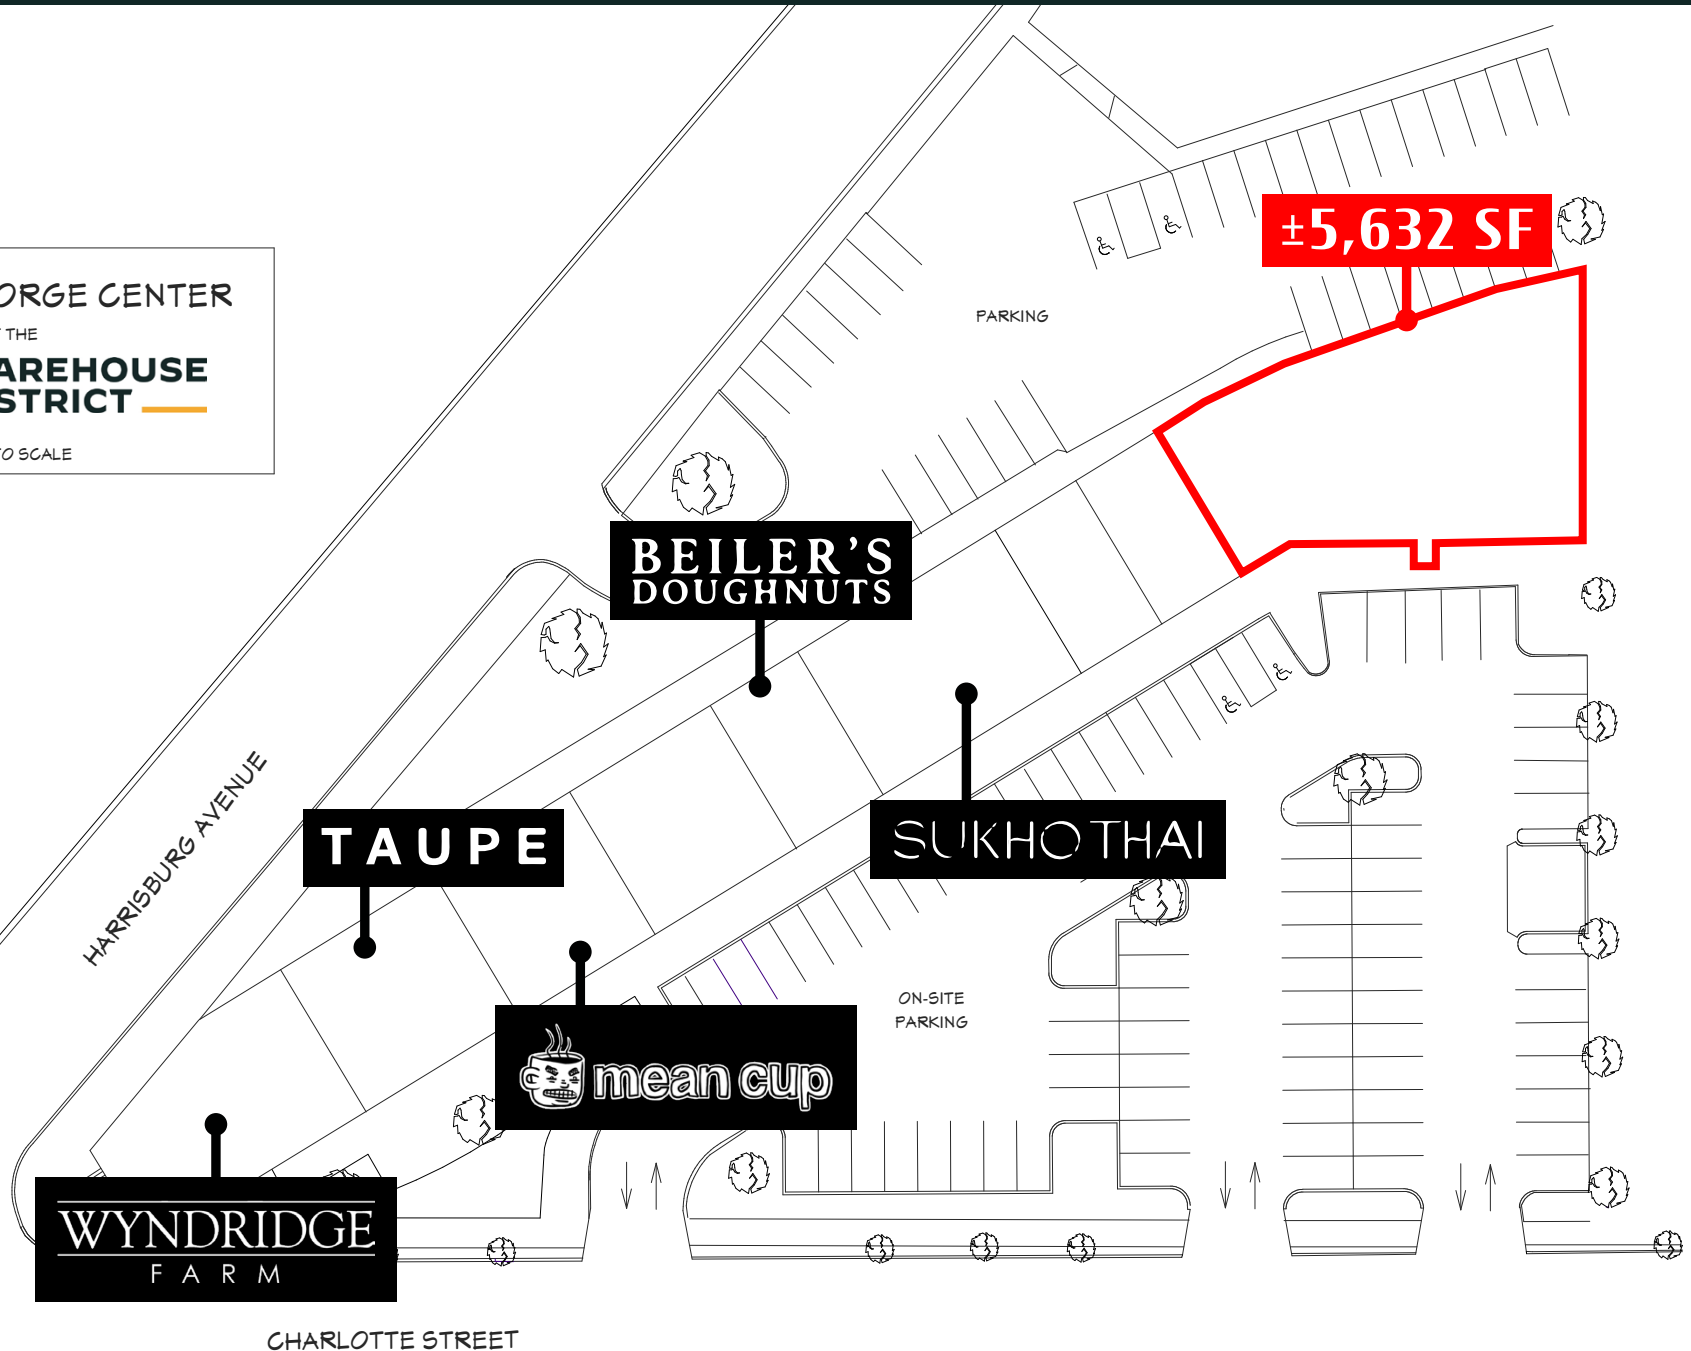 ±5,632 SF
ORGE CENTER
THE
AREHOUSE
STRICT
TO SCALE
PARKING
BEILER'S
DOUGHNUTS
HARRISBURG AVENUE
TAUPE
SUKHOTHAI
ON-SITE
PARKING
mean cup
WYNDRIDGE
FARM
CHARLOTTE STREET